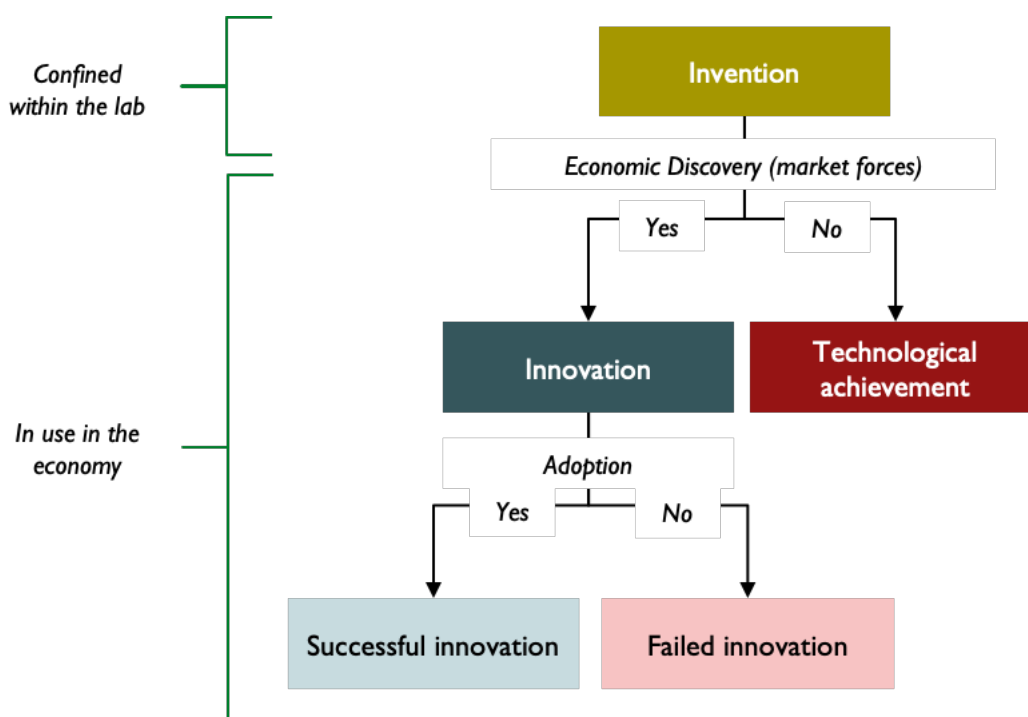 Confined
within the lab
Invention
Economic Discovery (market forces)
Yes
No
Innovation
Technological
achievement
In use in the
economy
Adoption
Yes
No
Successful innovation
Failed innovation